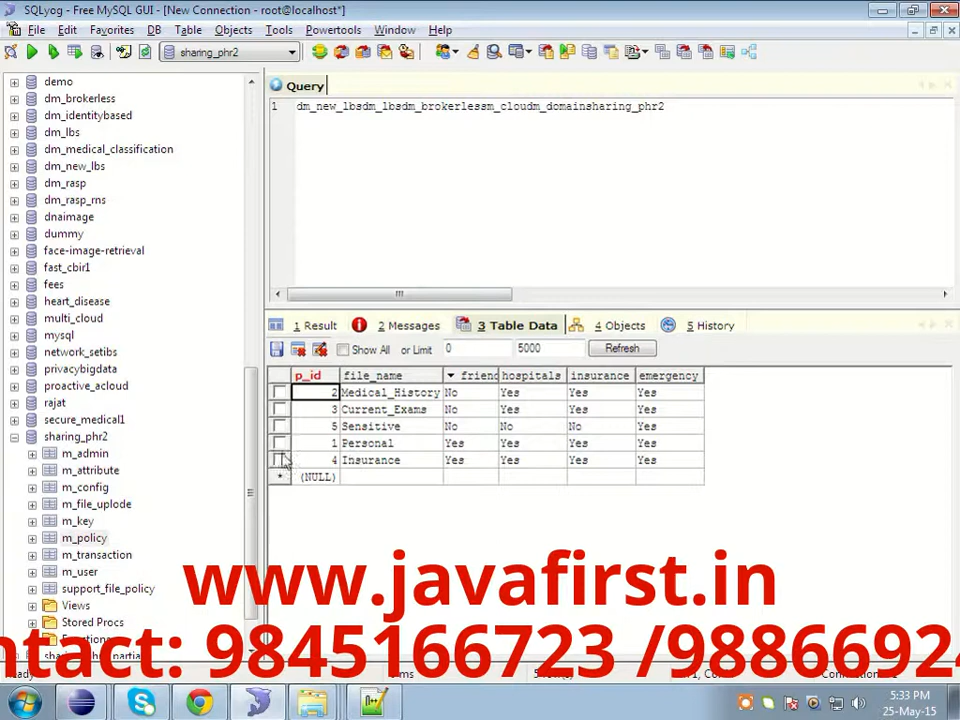 SQLyog - Free MySQL GUI - [New Connection - root@localhost*]
File Edit Favorites DB Table Objects Tools Powertools Window Help
sharing_phr2
demo
dm_brokerless
dm_identitybased
dm_lbs
dm_medical_classification
dm_new_lbs
dm_rasp
dm_rasp_rns
dnaimage
dummy
face-image-retrieval
fast_cbir1
fees
heart_disease
multi_cloud
mysql
network_setibs
privacybigdata
proactive_acloud
rajat
secure_medical1
sharing_phr2
m_admin
m_attribute
m_config
m_file_uplode
m_key
m_policy
m_transaction
m_user
support_file_policy
Views
Stored Procs
Query
1 dm_new_lbsdm_lbsdm_brokerlessm_cloudm_domainsharing_phr2
1 Result 2 Messages 3 Table Data 4 Objects 5 History
Show All or Limit 0 5000 Refresh
p_id file_name friend hospitals insurance emergency
2 Medical_History No Yes Yes Yes
3 Current_Exams No Yes Yes Yes
5 Sensitive No No No Yes
1 Personal Yes Yes Yes Yes
4 Insurance Yes Yes Yes Yes
* (NULL)
www.javafirst.in
ntact: 9845166723 /98866924
5:33 PM
25-May-15